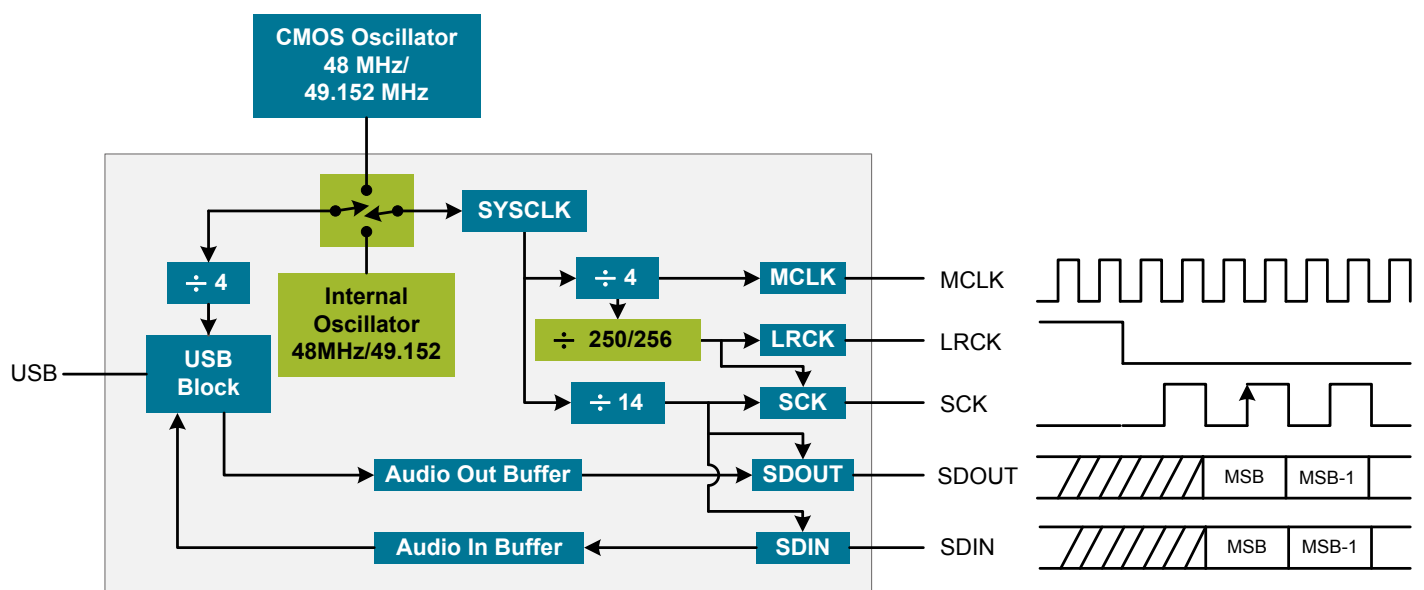 CMOS Oscillator
48 MHz/
49.152 MHz
SYSCLK
÷ 4
Internal
Oscillator
48MHz/49.152
÷ 4
MCLK
MCLK
÷ 250/256
LRCK
LRCK
USB
USB
Block
÷ 14
SCK
SCK
Audio Out Buffer
SDOUT
SDOUT
MSB
MSB-1
Audio In Buffer
SDIN
SDIN
MSB
MSB-1